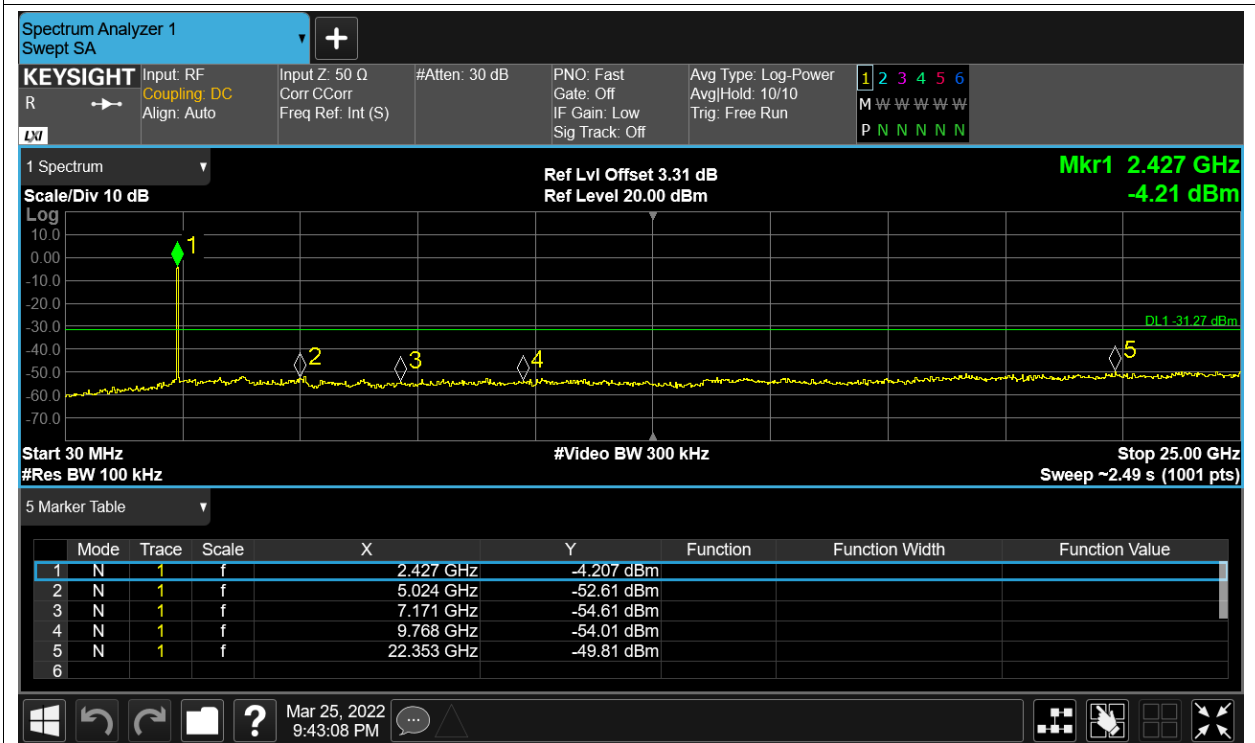 Spectrum Analyzer 1
Swept SA
KEYSIGHT Input: RF Input Z: 50 Ω #Atten: 30 dB PNO: Fast Avg Type: Log-Power 1 2 3 4 5 6
R Coupling: DC Corr CCorr Gate: Off Avg|Hold: 10/10 M W W W W W
Align: Auto Freq Ref: Int (S) IF Gain: Low Trig: Free Run
LXI Sig Track: Off P N N N N N
1 Spectrum Ref Lvl Offset 3.31 dB Mkr1 2.427 GHz
Scale/Div 10 dB Ref Level 20.00 dBm -4.21 dBm
Log
10.0
0.00
-10.0
-20.0
-30.0
-40.0
-50.0
-60.0
-70.0
1
DL1 -31.27 dBm
2 3 4 5
Start 30 MHz #Video BW 300 kHz Stop 25.00 GHz
#Res BW 100 kHz Sweep ~2.49 s (1001 pts)
5 Marker Table
Mode Trace Scale X Y Function Function Width Function Value
1 N 1 f 2.427 GHz -4.207 dBm
2 N 1 f 5.024 GHz -52.61 dBm
3 N 1 f 7.171 GHz -54.61 dBm
4 N 1 f 9.768 GHz -54.01 dBm
5 N 1 f 22.353 GHz -49.81 dBm
6
? Mar 25, 2022
9:43:08 PM